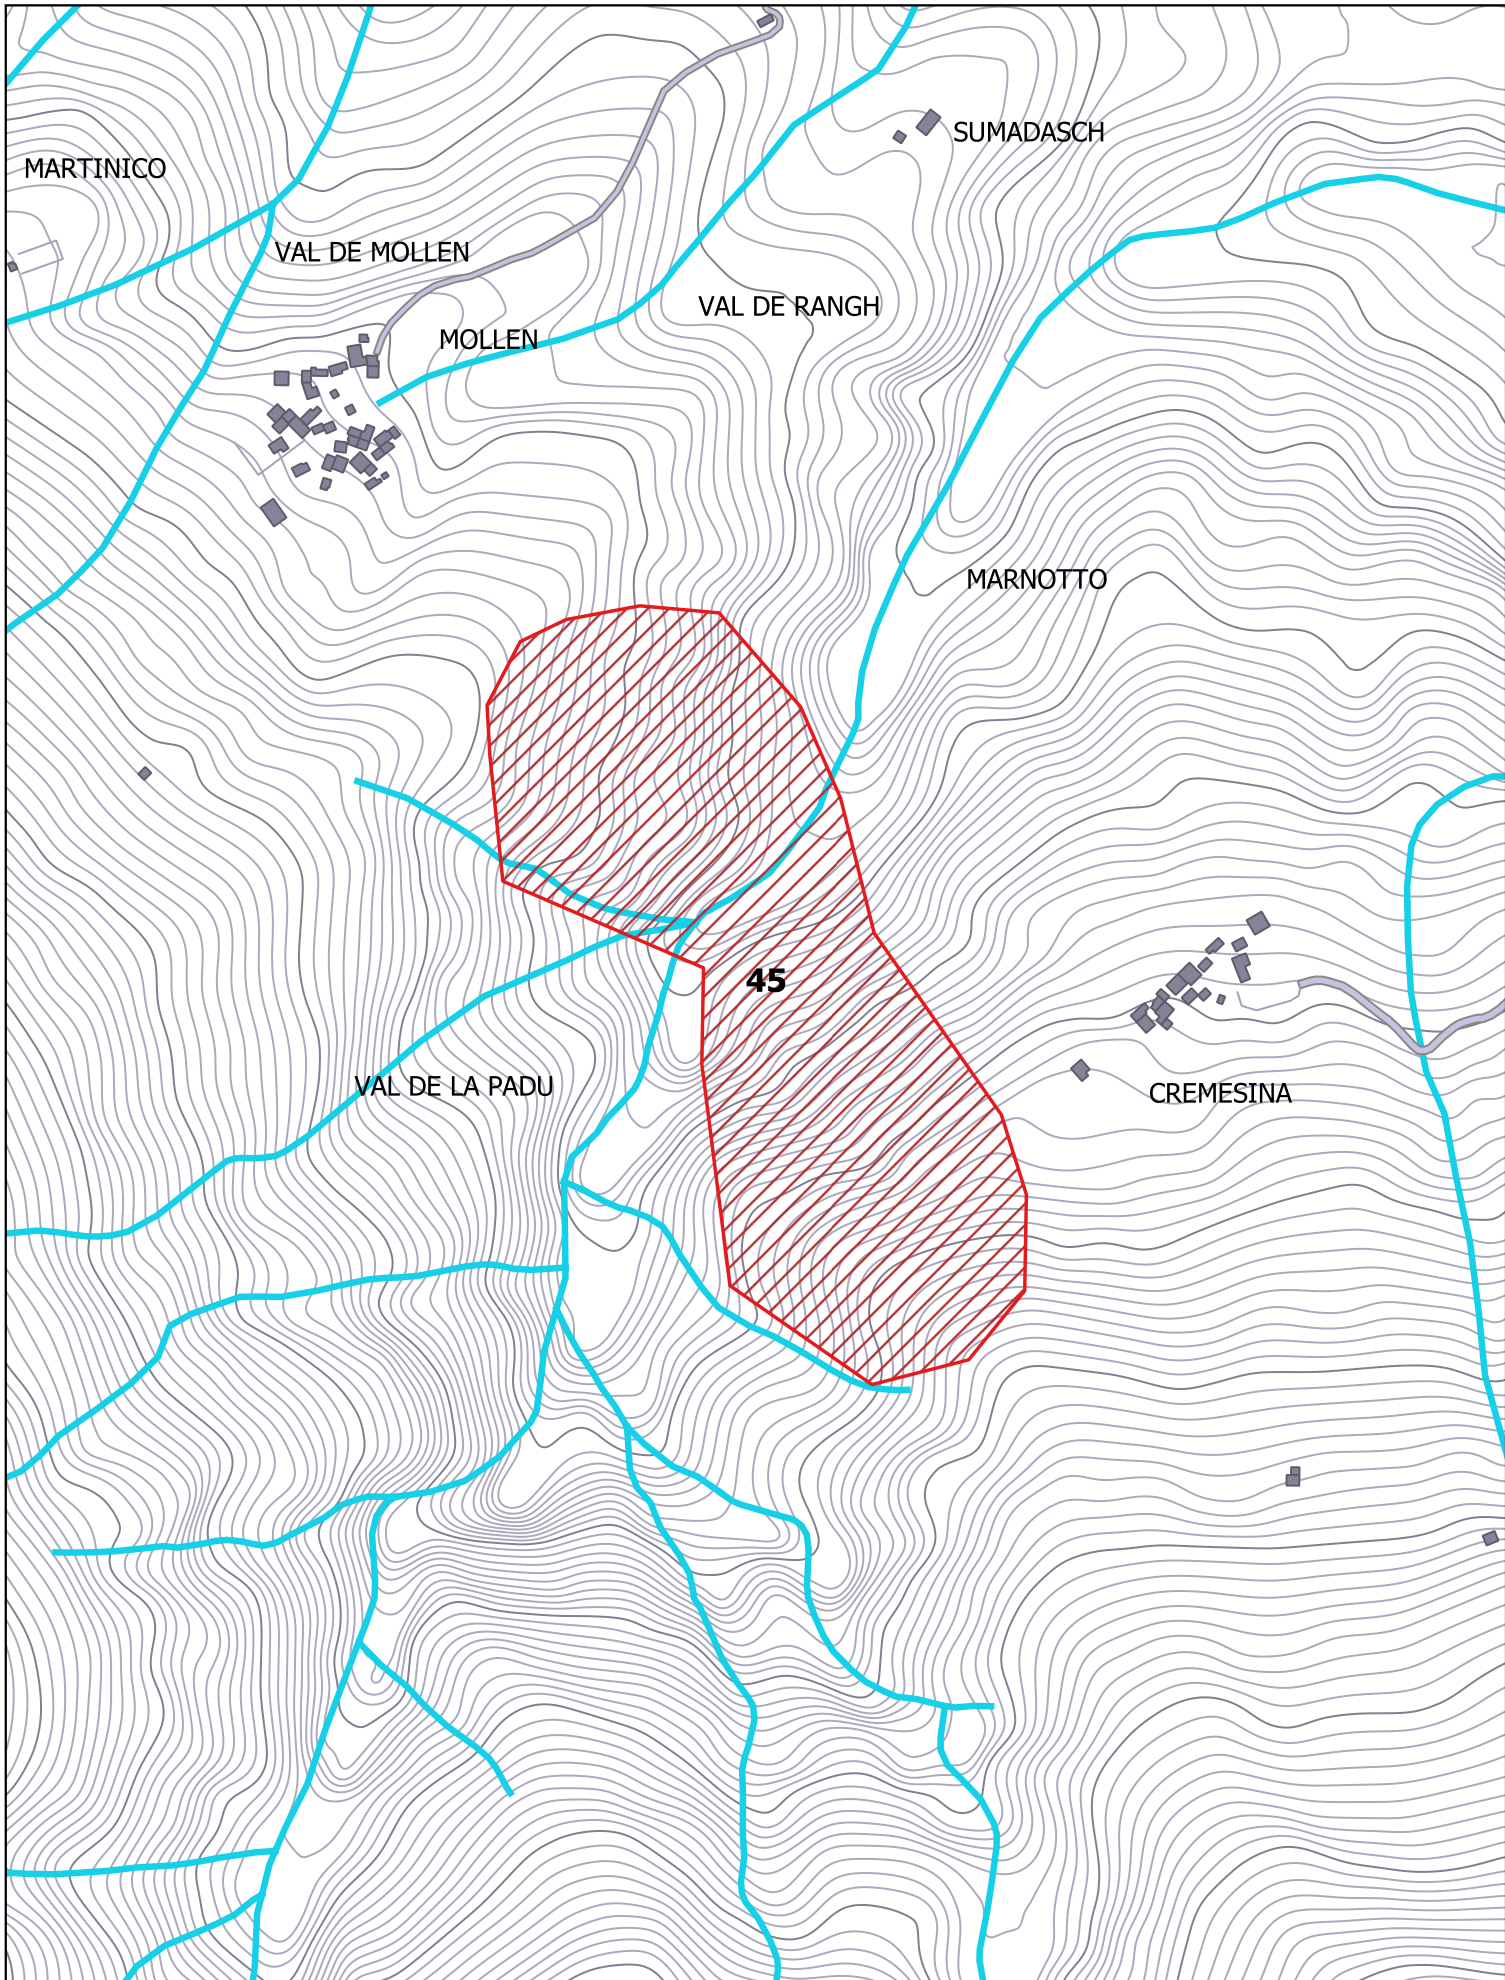 SUMADASCH
MARTINICO
VAL DE MOLLEN
VAL DE RANGH
MOLLEN
MARNOTTO
45
VAL DE LA PADU
CREMESINA